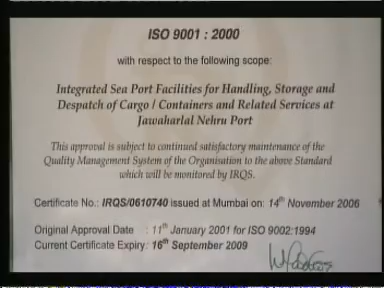 ISO 9001 : 2000
with respect to the following scope:
Integrated Sea Port Facilities for Handling, Storage and
Despatch of Cargo / Containers and Related Services at
Jawaharlal Nehru Port
This approval is subject to continued satisfactory maintenance of the
Quality Management System of the Organisation to the above Standard
which will be monitored by IRQS.
Certificate No.: IRQS/0610740 issued at Mumbai on: 14th November 2006
Original Approval Date : 11th January 2001 for ISO 9002:1994
Current Certificate Expiry: 16th September 2009